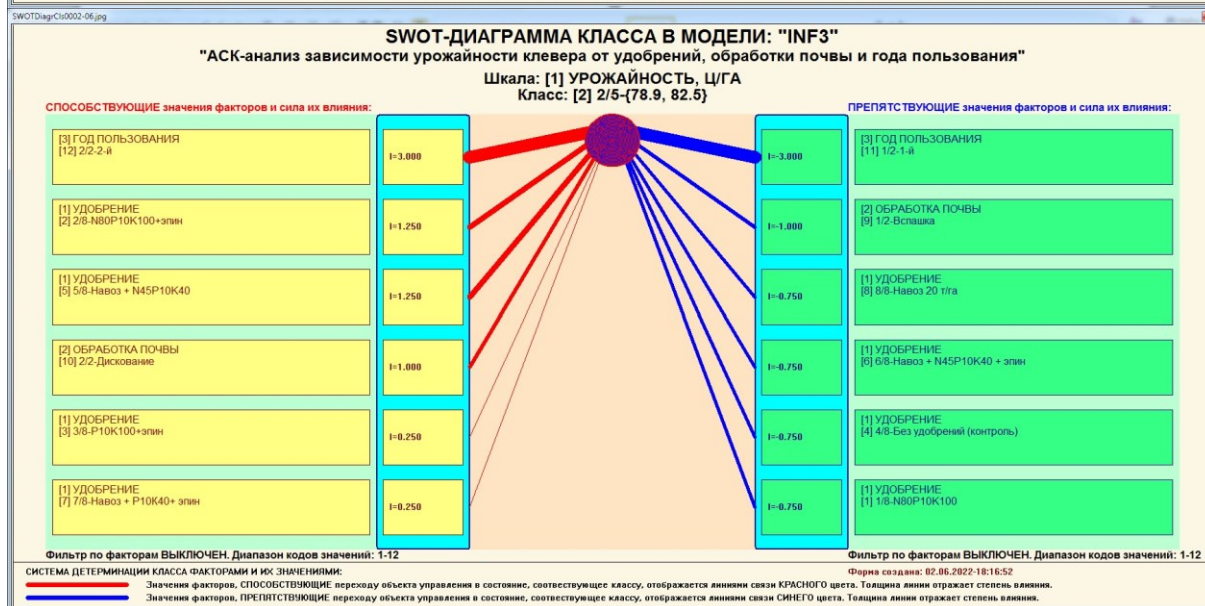 SWOTDiagrCls0002-06.jpg
SWOT-ДИАГРАММА КЛАССА В МОДЕЛИ: "INF3"
"АСК-анализ зависимости урожайности клевера от удобрений, обработки почвы и года пользования"
Шкала: [1] УРОЖАЙНОСТЬ, Ц/ГА
Класс: [2] 2/5-{78.9, 82.5}
СПОСОБСТВУЮЩИЕ значения факторов и сила их влияния:
[3] ГОД ПОЛЬЗОВАНИЯ
[12] 2/2-2-й
I=3.000
[1] УДОБРЕНИЕ
[2] 2/8-N80P10K100+эпин
I=1.250
[1] УДОБРЕНИЕ
[5] 5/8-Навоз + N45P10K40
I=1.250
[2] ОБРАБОТКА ПОЧВЫ
[10] 2/2-Дискование
I=1.000
[1] УДОБРЕНИЕ
[3] 3/8-P10K100+эпин
I=0.250
[1] УДОБРЕНИЕ
[7] 7/8-Навоз + P10K40+ эпин
I=0.250
Фильтр по факторам ВЫКЛЮЧЕН. Диапазон кодов значений: 1-12
ПРЕПЯТСТВУЮЩИЕ значения факторов и сила их влияния:
I=-3.000
[3] ГОД ПОЛЬЗОВАНИЯ
[11] 1/2-1-й
I=-1.000
[2] ОБРАБОТКА ПОЧВЫ
[9] 1/2-Вспашка
I=-0.750
[1] УДОБРЕНИЕ
[8] 8/8-Навоз 20 т/га
I=-0.750
[1] УДОБРЕНИЕ
[6] 6/8-Навоз + N45P10K40 + эпин
I=-0.750
[1] УДОБРЕНИЕ
[4] 4/8-Без удобрений (контроль)
I=-0.750
[1] УДОБРЕНИЕ
[1] 1/8-N80P10K100
Фильтр по факторам ВЫКЛЮЧЕН. Диапазон кодов значений: 1-12
СИСТЕМА ДЕТЕРМИНАЦИИ КЛАССА ФАКТОРАМИ И ИХ ЗНАЧЕНИЯМИ:
Форма создана: 02.06.2022-18:16:52
Значения факторов, СПОСОБСТВУЮЩИЕ переходу объекта управления в состояние, соответствующее классу, отображается линиями связи КРАСНОГО цвета. Толщина линии отражает степень влияния.
Значения факторов, ПРЕПЯТСТВУЮЩИЕ переходу объекта управления в состояние, соответствующее классу, отображается линиями связи СИНЕГО цвета. Толщина линии отражает степень влияния.